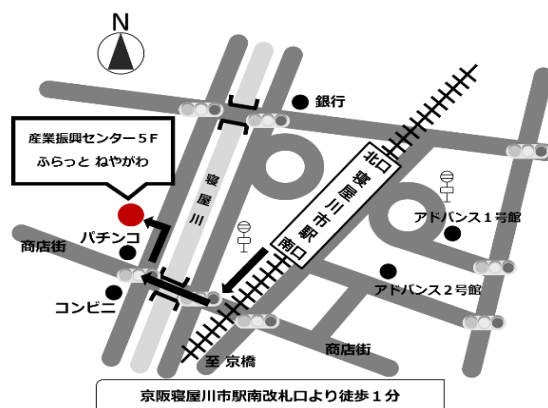 N
銀行
産業振興センター５Ｆ
ふらっと ねやがわ
寝屋川
北口
寝屋川市駅
南口
アドバンス１号館
アドバンス２号館
商店街
パチンコ
コンビニ
商店街
至 京橋
京阪寝屋川市駅南改札口より徒歩１分